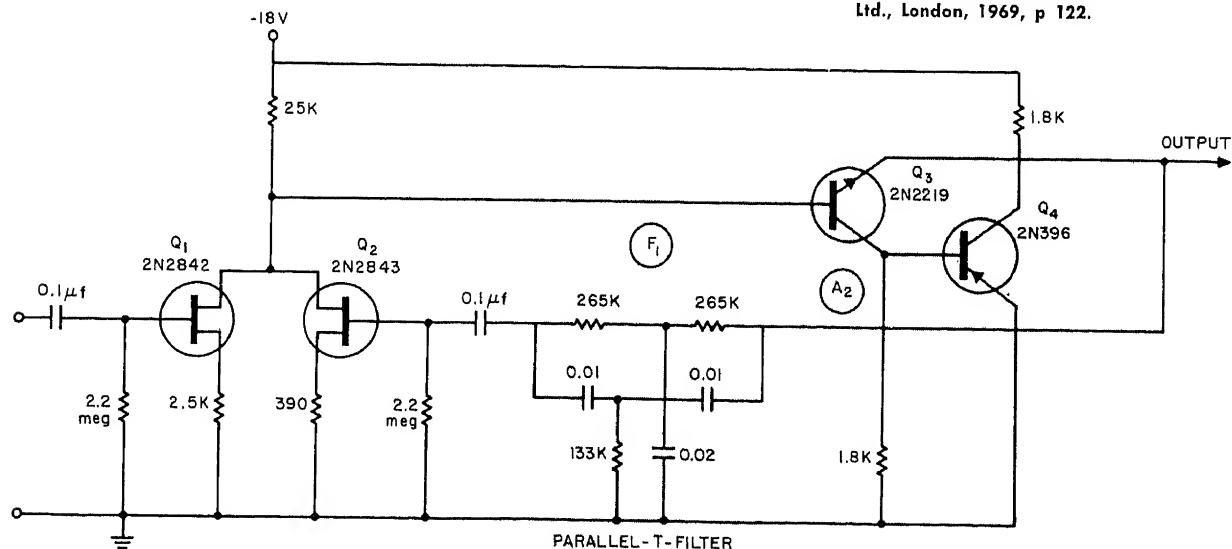 Ltd., London, 1969, p 122.
-18V
25K
1.8K
OUTPUT
Q3
2N2219
Q4
2N396
Q1
2N2842
Q2
2N2843
F1
A2
0.1µf
0.1µf
265K
265K
0.01
0.01
2.2
meg
2.5K
390
2.2
meg
133K
0.02
1.8K
PARALLEL-T-FILTER